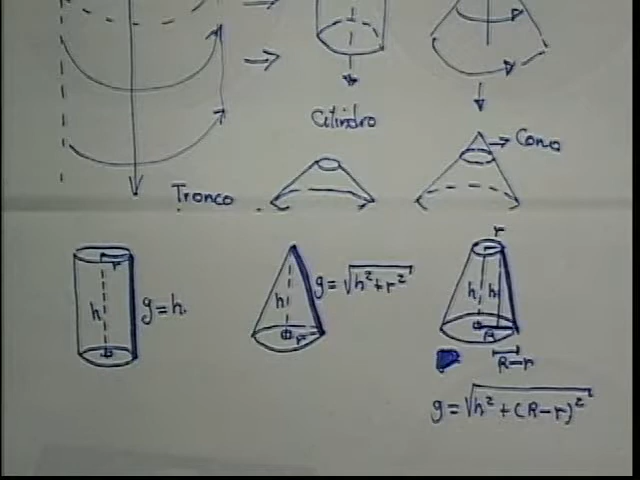 Cilindro
Cono
Tronco
r
r
h
g=h.
h
g=√h²+r²
r
h
h
R
R-r
g=√h²+(R-r)²